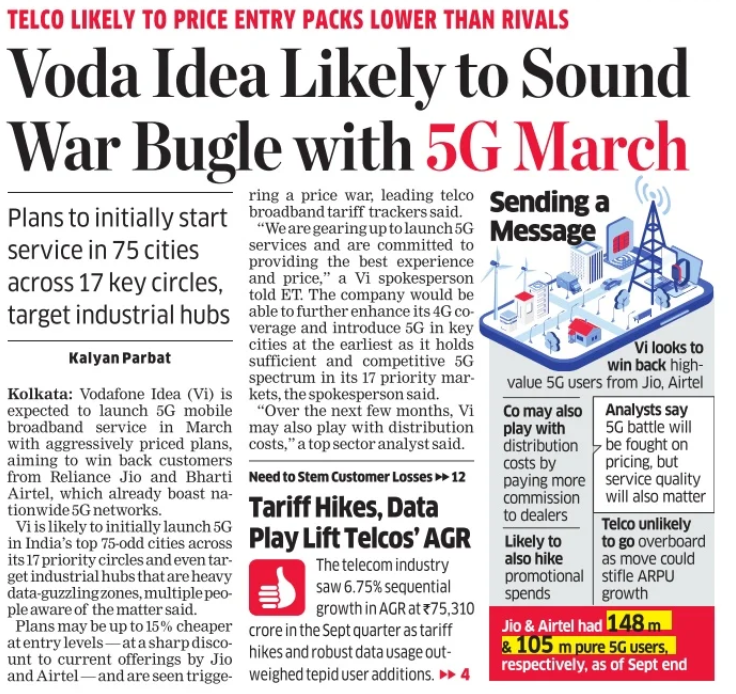 TELCO LIKELY TO PRICE ENTRY PACKS LOWER THAN RIVALS
Voda Idea Likely to Sound
War Bugle with 5G March
Plans to initially start
service in 75 cities
across 17 key circles,
target industrial hubs
Kalyan Parbat
Kolkata: Vodafone Idea (Vi) is
expected to launch 5G mobile
broadband service in March
with aggressively priced plans,
aiming to win back customers
from Reliance Jio and Bharti
Airtel, which already boast na-
tionwide 5G networks.
Vi is likely to initially launch 5G
in India's top 75-odd cities across
its 17 priority circles and even tar-
get industrial hubs that are heavy
data-guzzling zones, multiple peo-
ple aware of the matter said.
Plans may be up to 15% cheaper
at entry levels — at a sharp disco-
unt to current offerings by Jio
and Airtel — and are seen trigge-
ring a price war, leading telco
broadband tariff trackers said.
“We are gearing up to launch 5G
services and are committed to
providing the best experience
and price,” a Vi spokesperson
told ET. The company would be
able to further enhance its 4G co-
verage and introduce 5G in key
cities at the earliest as it holds
sufficient and competitive 5G
spectrum in its 17 priority mar-
kets, the spokesperson said.
“Over the next few months, Vi
may also play with distribution
costs,” a top sector analyst said.
Need to Stem Customer Losses ▸▸ 12
Tariff Hikes, Data
Play Lift Telcos’ AGR
The telecom industry
saw 6.75% sequential
growth in AGR at ₹75,310
crore in the Sept quarter as tariff
hikes and robust data usage out-
weighed tepid user additions. ▸▸ 4
Sending a
Message
Vi looks to
win back high-
value 5G users from Jio, Airtel
Co may also
play with
distribution
costs by
paying more
commission
to dealers
Likely to
also hike
promotional
spends
Analysts say
5G battle will
be fought on
pricing, but
service quality
will also matter
Telco unlikely
to go overboard
as move could
stifle ARPU
growth
Jio & Airtel had 148 m
& 105 m pure 5G users,
respectively, as of Sept end